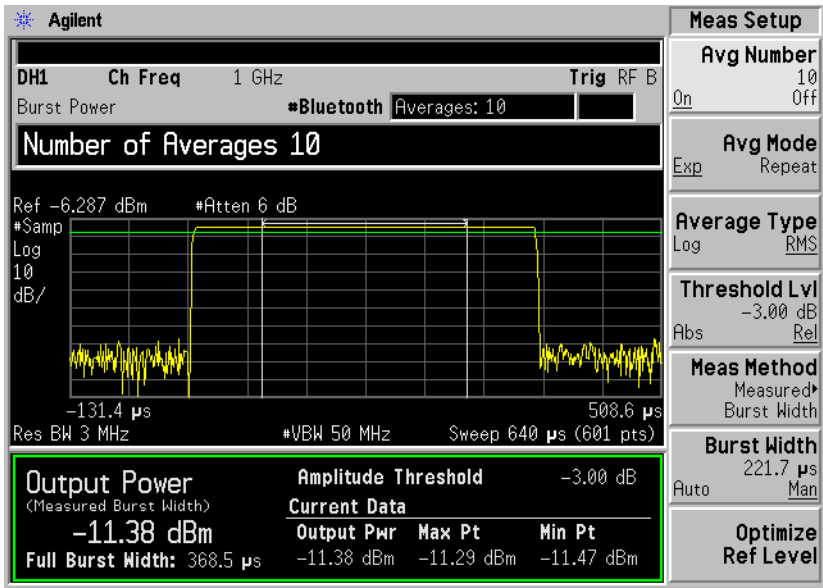 Agilent
DH1 Ch Freq 1 GHz Trig RF B
Burst Power #Bluetooth Averages: 10
Number of Averages 10
Ref -6.287 dBm #Atten 6 dB
#Samp
Log
10
dB/
-131.4 µs 508.6 µs
Res BW 3 MHz #VBW 50 MHz Sweep 640 µs (601 pts)
Output Power
(Measured Burst Width)
-11.38 dBm
Full Burst Width: 368.5 µs
Amplitude Threshold -3.00 dB
Current Data
Output Pwr Max Pt Min Pt
-11.38 dBm -11.29 dBm -11.47 dBm
Meas Setup
Avg Number
10
On Off
Avg Mode
Exp Repeat
Average Type
Log RMS
Threshold Lvl
-3.00 dB
Abs Rel
Meas Method
Measured
Burst Width
Burst Width
221.7 µs
Auto Man
Optimize
Ref Level